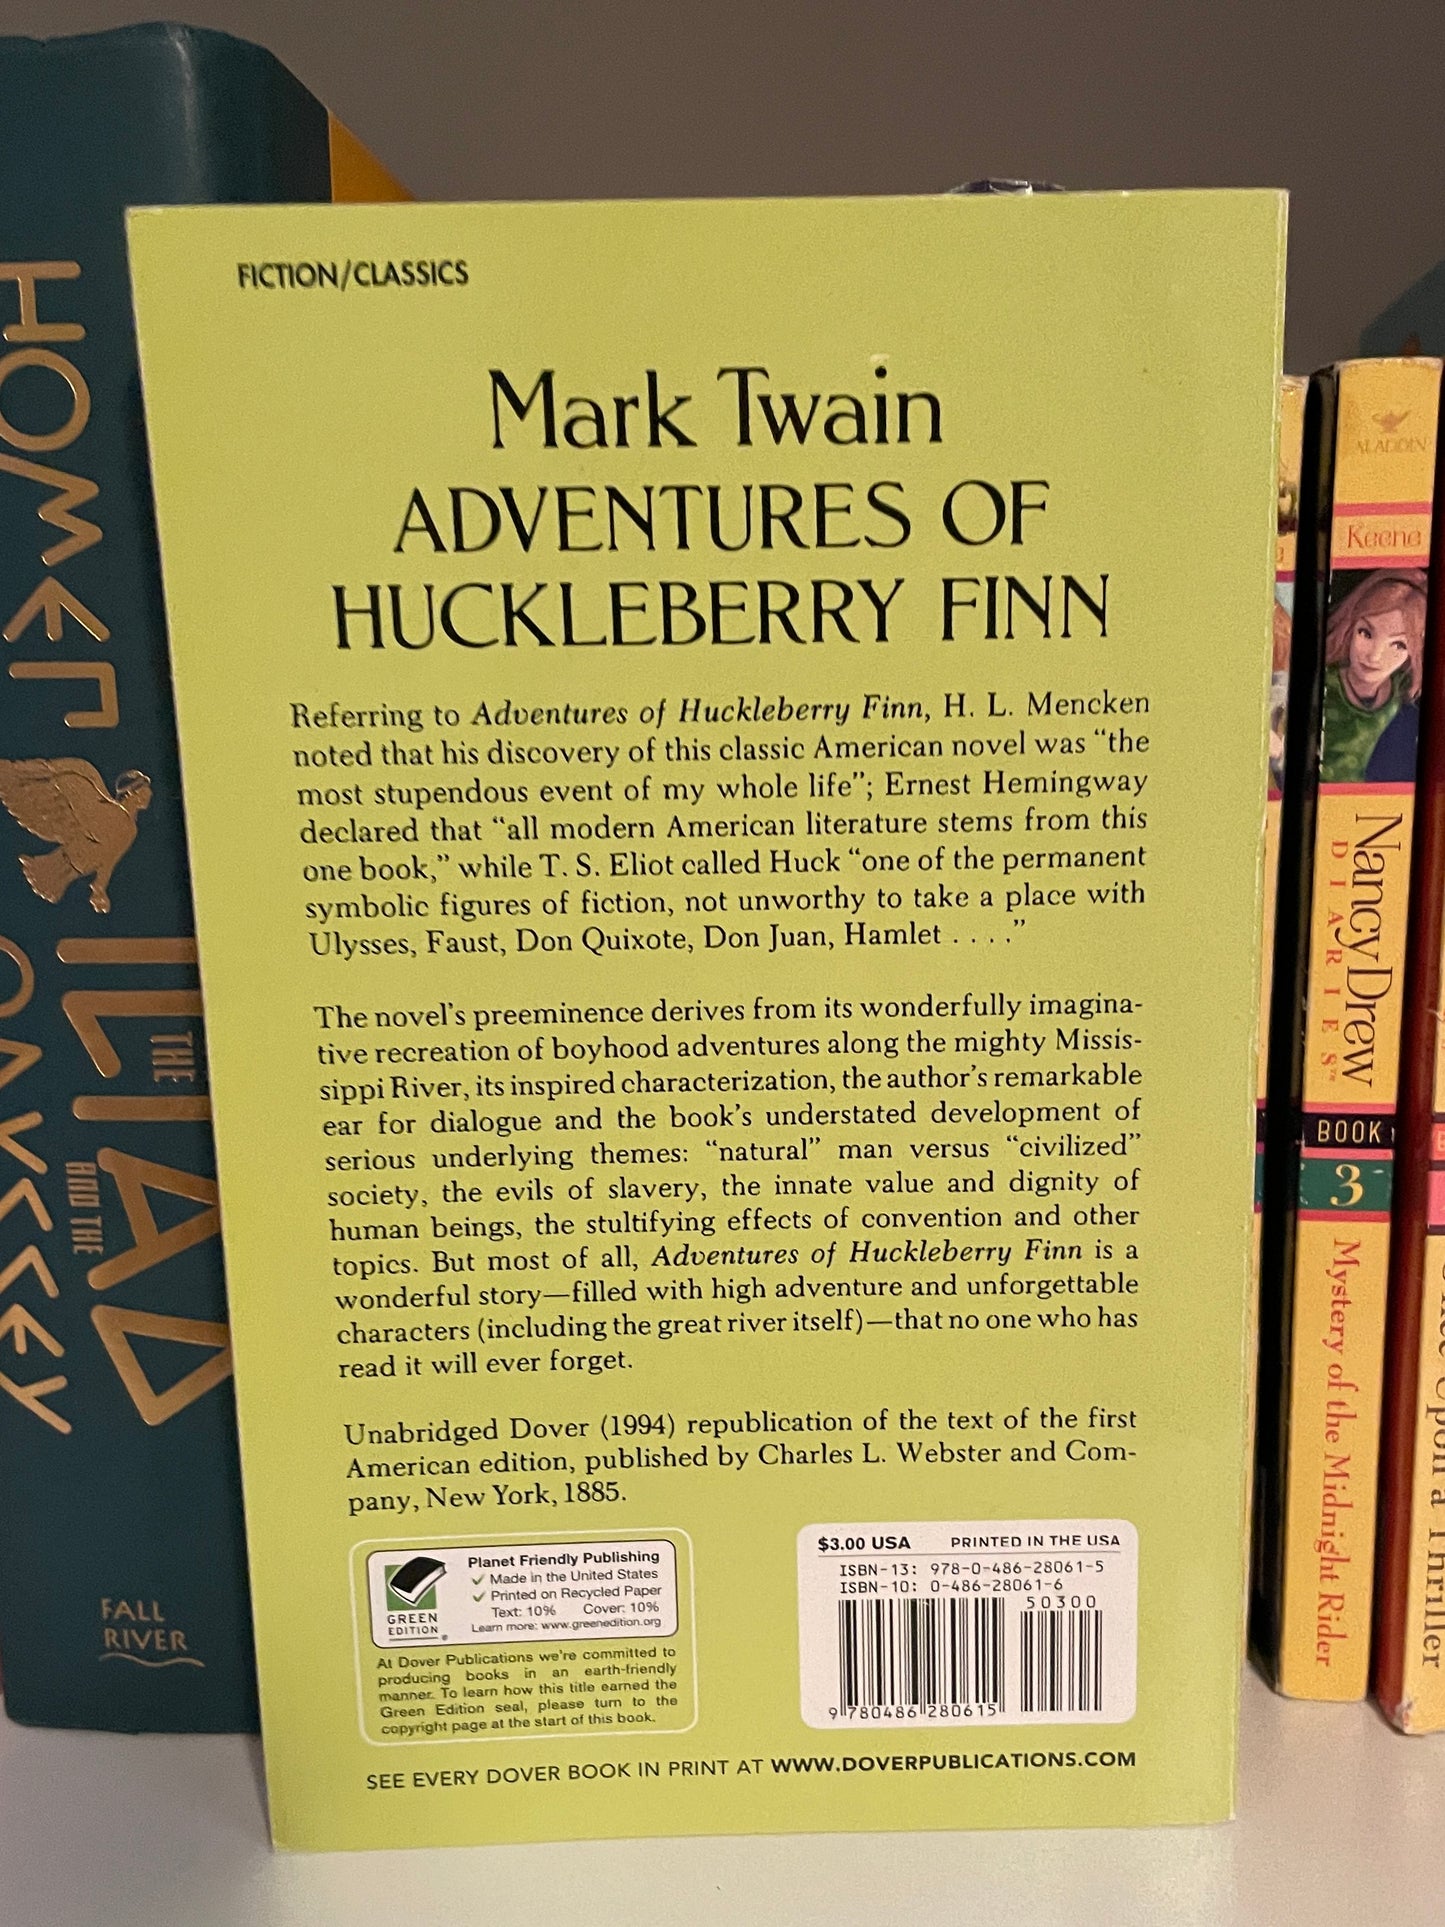 HOMER
THE
ILIAD
AND THE
ODYSSEY
FALL
RIVER
FICTION/CLASSICS
Mark Twain
ADVENTURES OF
HUCKLEBERRY FINN
Referring to Adventures of Huckleberry Finn, H. L. Mencken
noted that his discovery of this classic American novel was “the
most stupendous event of my whole life”; Ernest Hemingway
declared that “all modern American literature stems from this
one book,” while T. S. Eliot called Huck “one of the permanent
symbolic figures of fiction, not unworthy to take a place with
Ulysses, Faust, Don Quixote, Don Juan, Hamlet . . . .”
The novel’s preeminence derives from its wonderfully imagina-
tive recreation of boyhood adventures along the mighty Missis-
sippi River, its inspired characterization, the author’s remarkable
ear for dialogue and the book’s understated development of
serious underlying themes: “natural” man versus “civilized”
society, the evils of slavery, the innate value and dignity of
human beings, the stultifying effects of convention and other
topics. But most of all, Adventures of Huckleberry Finn is a
wonderful story—filled with high adventure and unforgettable
characters (including the great river itself)—that no one who has
read it will ever forget.
Unabridged Dover (1994) republication of the text of the first
American edition, published by Charles L. Webster and Com-
pany, New York, 1885.
GREEN
EDITION®
Planet Friendly Publishing
✓ Made in the United States
✓ Printed on Recycled Paper
Text: 10% Cover: 10%
Learn more: www.greenedition.org
At Dover Publications we’re committed to
producing books in an earth-friendly
manner. To learn how this title earned the
Green Edition seal, please turn to the
copyright page at the start of this book.
$3.00 USA PRINTED IN THE USA
ISBN-13: 978-0-486-28061-5
ISBN-10: 0-486-28061-6
50300
9 780486 280615
SEE EVERY DOVER BOOK IN PRINT AT WWW.DOVERPUBLICATIONS.COM
ALADDIN
Keene
Nancy Drew
DIARIES™
BOOK
3
Mystery of the Midnight Rider
Upon a Thriller